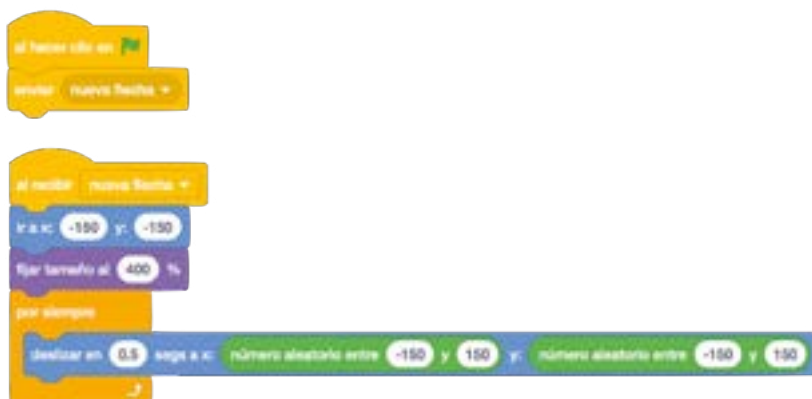 al hacer clic en
enviar nueva flecha
al recibir nueva flecha
ir a x: -150 y: -150
fijar tamaño al 400 %
por siempre
deslizar en 0.5 segs a x: número aleatorio entre -150 y 150 y: número aleatorio entre -150 y 150